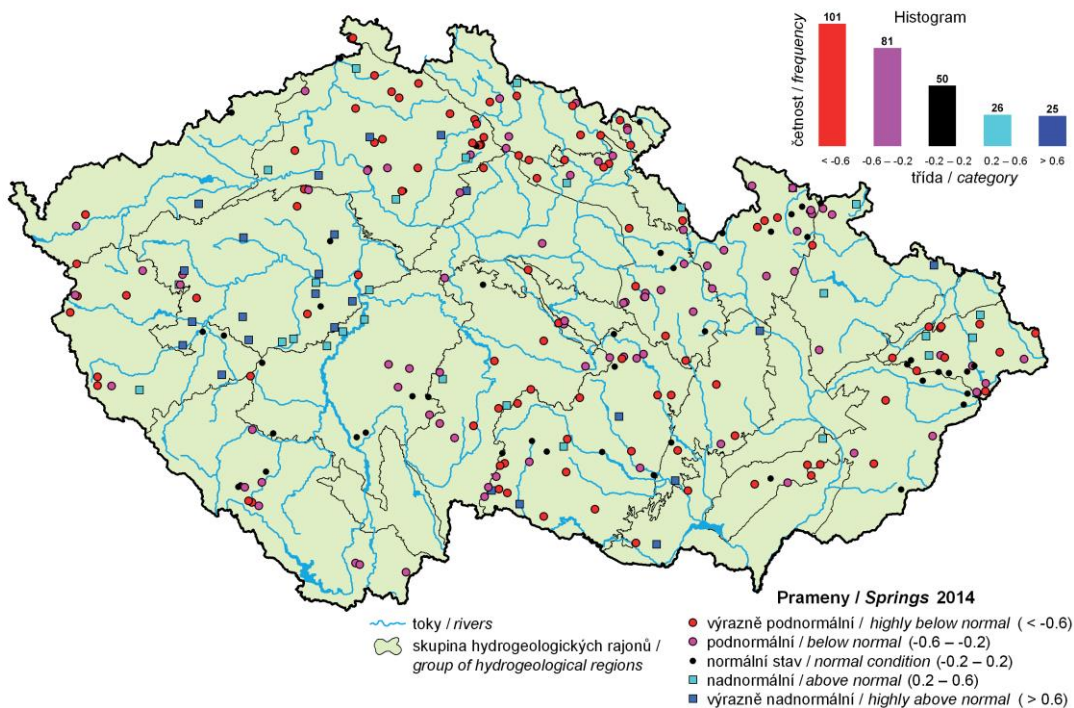 Histogram
101
81
50
26
25
četnost / frequency
< -0.6
-0.6 – -0.2
-0.2 – 0.2
0.2 – 0.6
> 0.6
třída / category
Prameny / Springs 2014
toky / rivers
skupina hydrogeologických rajonů /
group of hydrogeological regions
výrazně podnormální / highly below normal ( < -0.6)
podnormální / below normal (-0.6 – -0.2)
normální stav / normal condition (-0.2 – 0.2)
nadnormální / above normal (0.2 – 0.6)
výrazně nadnormální / highly above normal ( > 0.6)